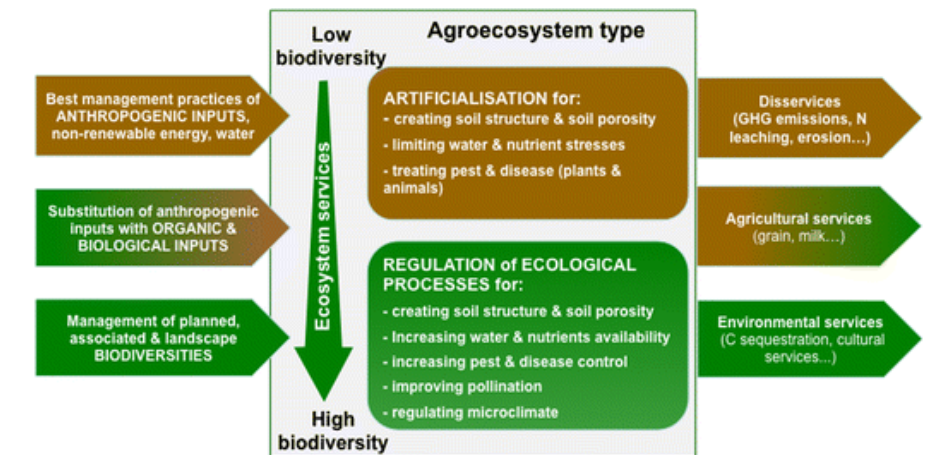 Agroecosystem type
Low
biodiversity
Ecosystem services
High
biodiversity
Best management practices of
ANTHROPOGENIC INPUTS,
non-renewable energy, water
Substitution of anthropogenic
inputs with ORGANIC &
BIOLOGICAL INPUTS
Management of planned,
associated & landscape
BIODIVERSITIES
ARTIFICIALISATION for:
- creating soil structure & soil porosity
- limiting water & nutrient stresses
- treating pest & disease (plants &
animals)
REGULATION of ECOLOGICAL
PROCESSES for:
- creating soil structure & soil porosity
- Increasing water & nutrients availability
- increasing pest & disease control
- improving pollination
- regulating microclimate
Disservices
(GHG emissions, N
leaching, erosion…)
Agricultural services
(grain, milk…)
Environmental services
(C sequestration, cultural
services...)